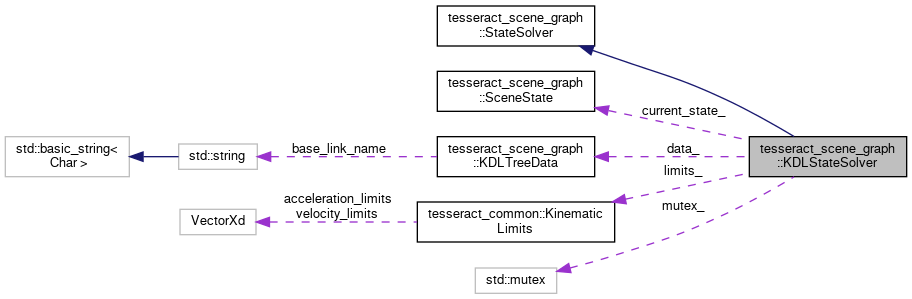 tesseract_scene_graph
::StateSolver
tesseract_scene_graph
::SceneState
current_state_
std::basic_string<
Char >
std::string
base_link_name
tesseract_scene_graph
::KDLTreeData
data_
tesseract_scene_graph
::KDLStateSolver
limits_
acceleration_limits
velocity_limits
VectorXd
tesseract_common::Kinematic
Limits
mutex_
std::mutex